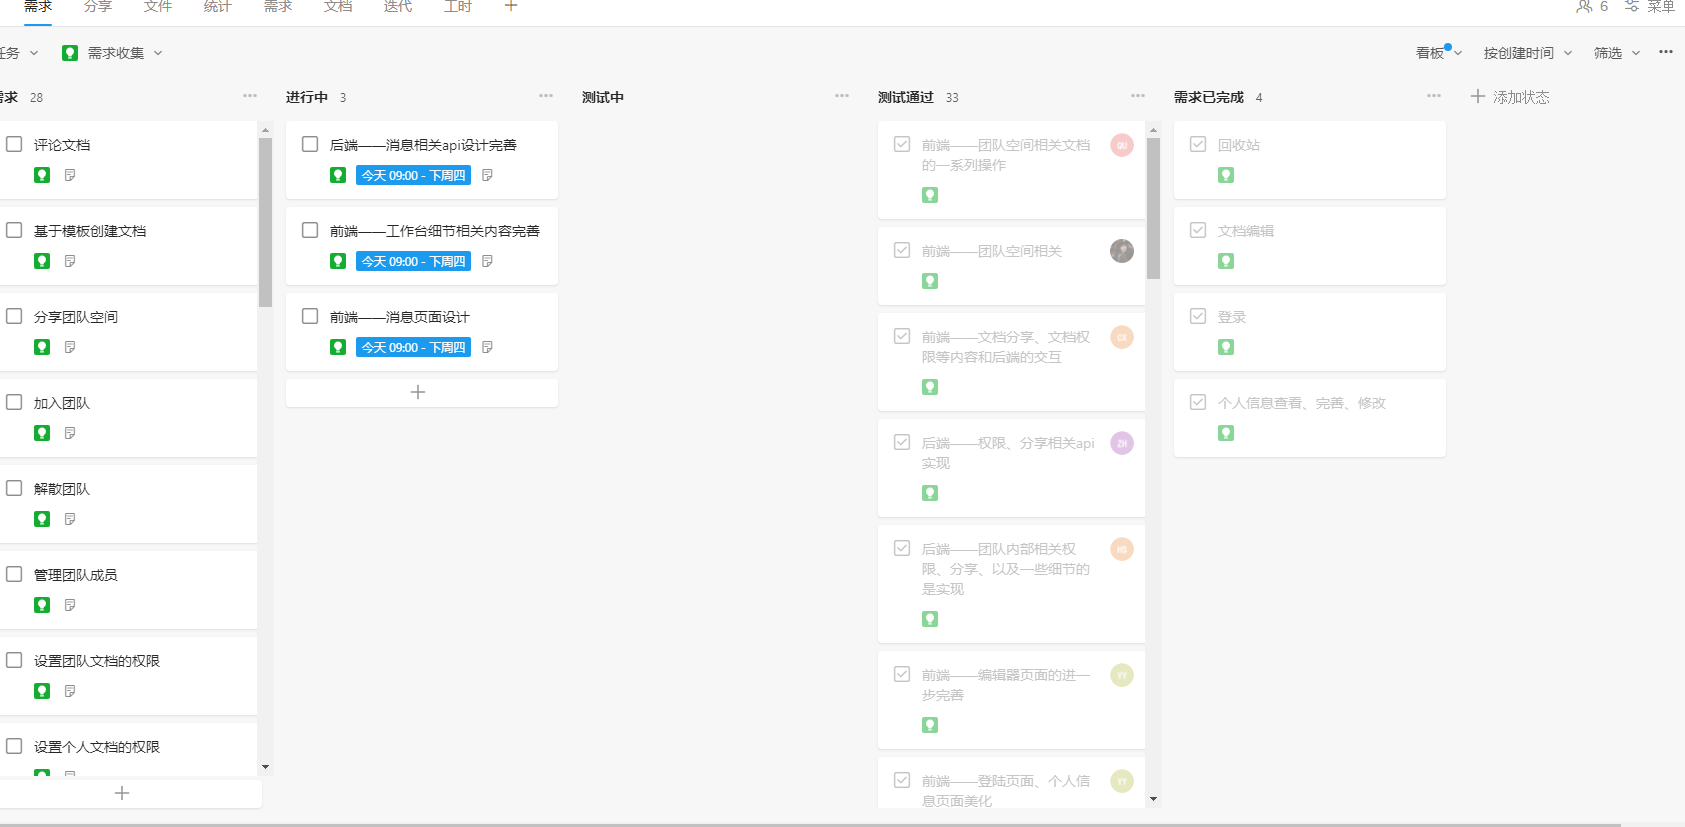 需求 分享 文件 统计 需求 文档 迭代 工时 6 菜单
任务 需求收集 看板 按创建时间 筛选
需求 28
评论文档
基于模板创建文档
分享团队空间
加入团队
解散团队
管理团队成员
设置团队文档的权限
设置个人文档的权限
进行中 3
后端——消息相关api设计完善
今天 09:00 - 下周四
前端——工作台细节相关内容完善
今天 09:00 - 下周四
前端——消息页面设计
今天 09:00 - 下周四
测试中
测试通过 33
前端——团队空间相关文档
的一系列操作
QU
前端——团队空间相关
前端——文档分享、文档权
限等内容和后端的交互
CX
后端——权限、分享相关api
实现
ZH
后端——团队内部相关权
限、分享、以及一些细节的
是实现
HG
前端——编辑器页面的进一
步完善
YY
前端——登陆页面、个人信
息页面美化
YY
需求已完成 4
回收站
文档编辑
登录
个人信息查看、完善、修改
添加状态